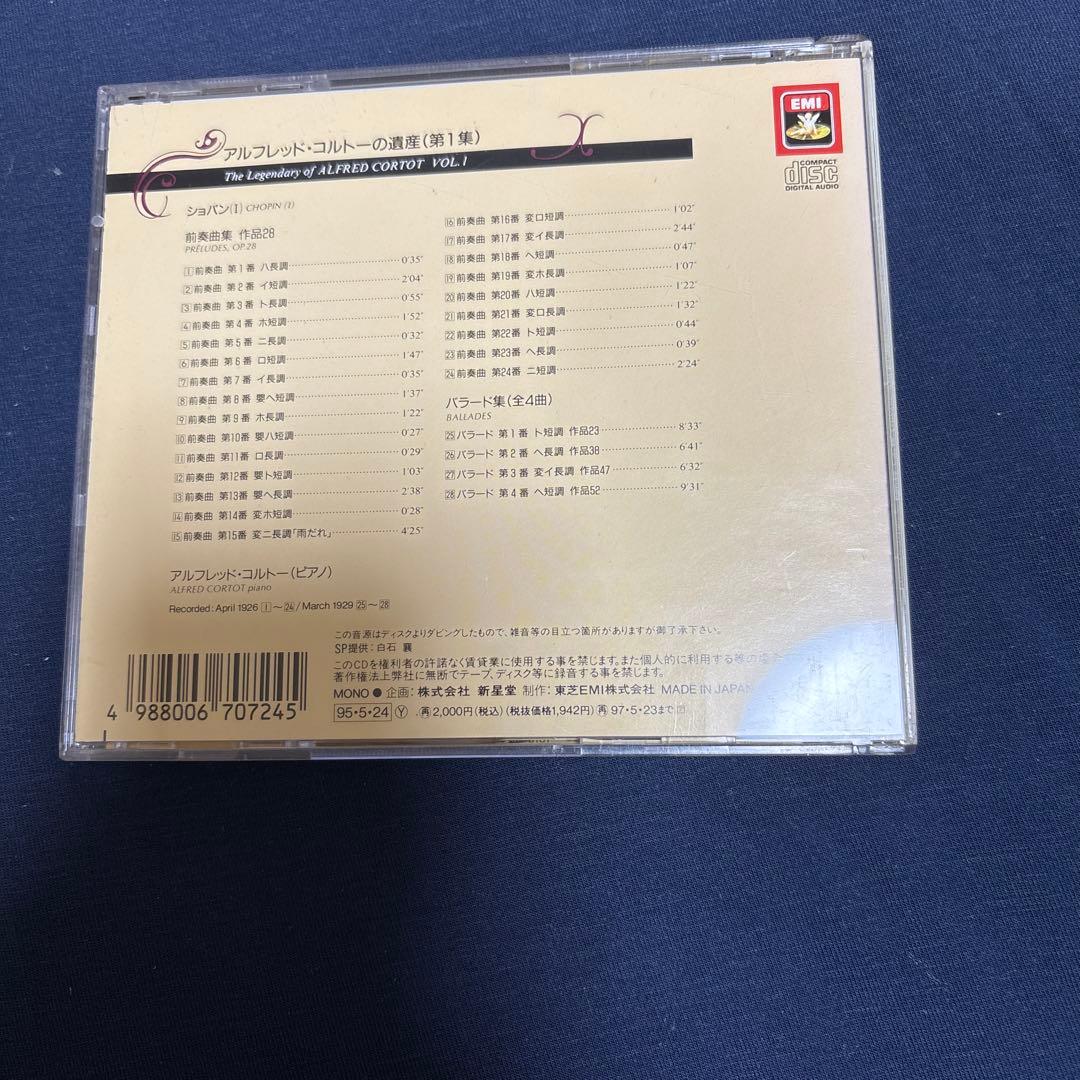 アルフレッド・コルトーの遺産(第1集)
The Legendary of ALFRED CORTOT VOL.1
EMI
COMPACT
disc
DIGITAL AUDIO
ショパン(I) CHOPIN (I)
前奏曲集 作品28
PRÉLUDES, OP.28
1 前奏曲 第1番 ハ長調 0'35"
2 前奏曲 第2番 イ短調 2'04"
3 前奏曲 第3番 ト長調 0'55"
4 前奏曲 第4番 ホ短調 1'52"
5 前奏曲 第5番 ニ長調 0'32"
6 前奏曲 第6番 ロ短調 1'47"
7 前奏曲 第7番 イ長調 0'35"
8 前奏曲 第8番 嬰ヘ短調 1'37"
9 前奏曲 第9番 ホ長調 1'22"
10 前奏曲 第10番 嬰ハ短調 0'27"
11 前奏曲 第11番 ロ長調 0'29"
12 前奏曲 第12番 嬰ト短調 1'03"
13 前奏曲 第13番 嬰ヘ長調 2'38"
14 前奏曲 第14番 変ホ短調 0'28"
15 前奏曲 第15番 変ニ長調「雨だれ」 4'25"
16 前奏曲 第16番 変ロ短調 1'02"
17 前奏曲 第17番 変イ長調 2'44"
18 前奏曲 第18番 ヘ短調 0'47"
19 前奏曲 第19番 変ホ長調 1'07"
20 前奏曲 第20番 ハ短調 1'22"
21 前奏曲 第21番 変ロ長調 1'32"
22 前奏曲 第22番 ト短調 0'44"
23 前奏曲 第23番 ヘ長調 0'39"
24 前奏曲 第24番 ニ短調 2'24"
バラード集(全4曲)
BALLADES
25 バラード 第1番 ト短調 作品23 8'33"
26 バラード 第2番 ヘ長調 作品38 6'41"
27 バラード 第3番 変イ長調 作品47 6'32"
28 バラード 第4番 ヘ短調 作品52 9'31"
アルフレッド・コルトー(ピアノ)
ALFRED CORTOT piano
Recorded: April 1926 1~24 / March 1929 25~28
この音源はディスクよりダビングしたもので、雑音等の目立つ箇所がありますが御了承下さい。
SP提供:白石 襄
このCDを権利者の許諾なく賃貸業に使用する事を禁じます。また個人的に利用する等の場合
著作権法上弊社に無断でテープ、ディスク等に録音する事を禁じます。
MONO ● 企画:株式会社 新星堂 制作:東芝EMI株式会社 MADE IN JAPAN
95・5・24 Y .再2,000円(税込)(税抜価格1,942円)再97・5・23まで
4 988006 707245